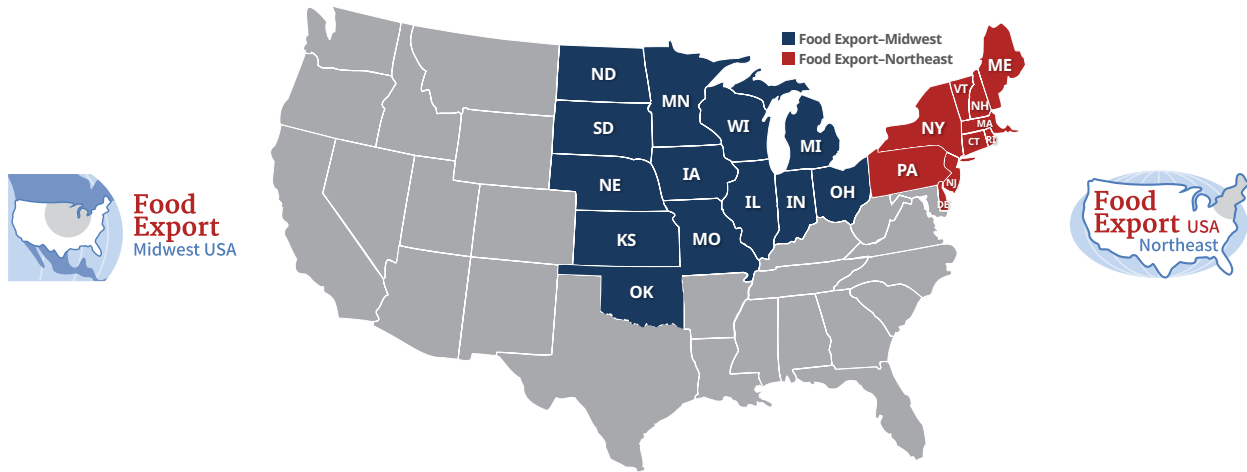 Food Export–Midwest
Food Export–Northeast
ND
MN
ME
VT
NH
SD
WI
NY
MA
MI
CT
RI
IA
PA
NE
OH
NJ
IL
IN
DE
KS
MO
OK
Food
Export
Midwest USA
Food
Export USA
Northeast